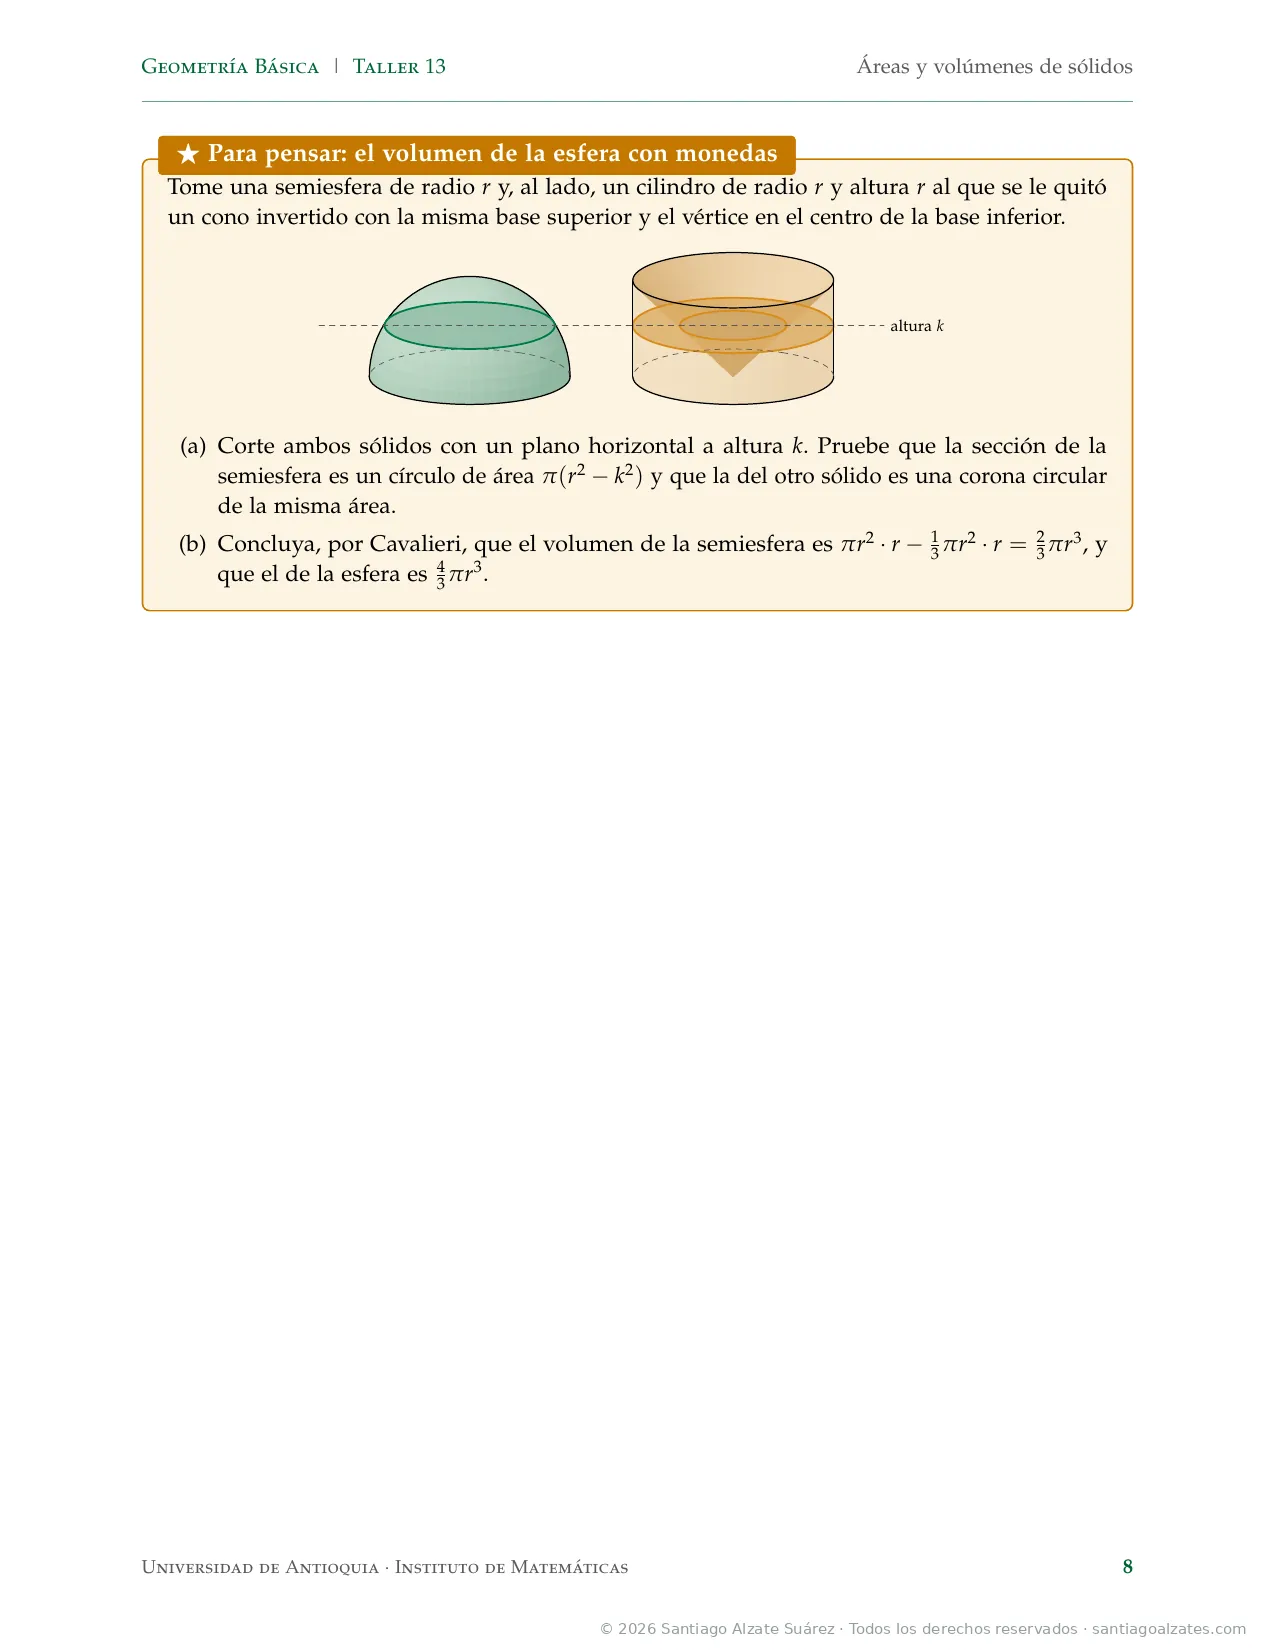 Geometría Básica | Taller 13 Áreas y volúmenes de sólidos
★ Para pensar: el volumen de la esfera con monedas
Tome una semiesfera de radio r y, al lado, un cilindro de radio r y altura r al que se le quitó
un cono invertido con la misma base superior y el vértice en el centro de la base inferior.
altura k
(a) Corte ambos sólidos con un plano horizontal a altura k. Pruebe que la sección de la
semiesfera es un círculo de área π(r² − k²) y que la del otro sólido es una corona circular
de la misma área.
(b) Concluya, por Cavalieri, que el volumen de la semiesfera es πr² · r − 1/3 πr² · r = 2/3 πr³, y
que el de la esfera es 4/3 πr³.
Universidad de Antioquia · Instituto de Matemáticas 8
© 2026 Santiago Alzate Suárez · Todos los derechos reservados · santiagoalzates.com